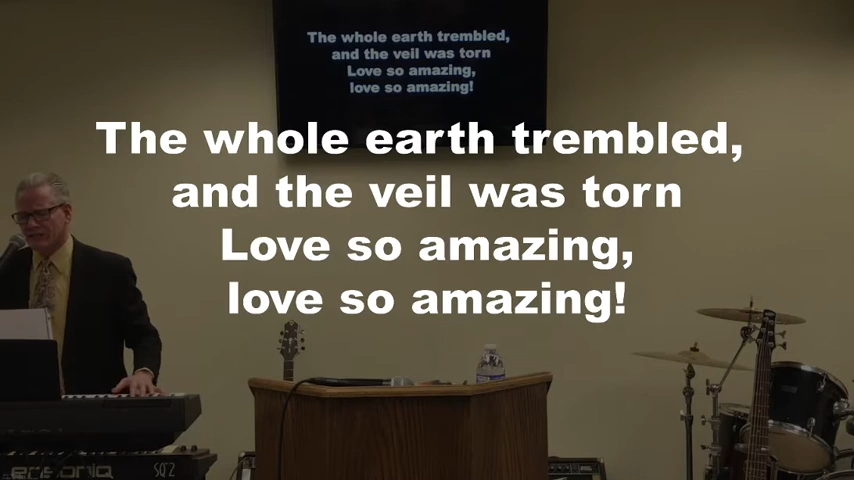 The whole earth trembled,
and the veil was torn
Love so amazing,
love so amazing!
The whole earth trembled,
and the veil was torn
Love so amazing,
love so amazing!
ensoniq SQ2